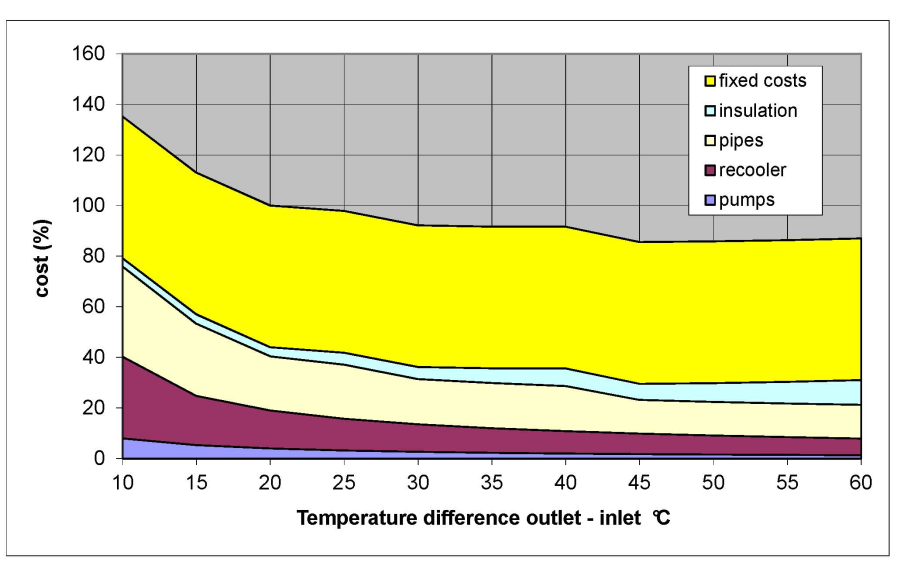 160
140
120
100
80
60
40
20
0
cost (%)
fixed costs
insulation
pipes
recooler
pumps
10 15 20 25 30 35 40 45 50 55 60
Temperature difference outlet - inlet °C